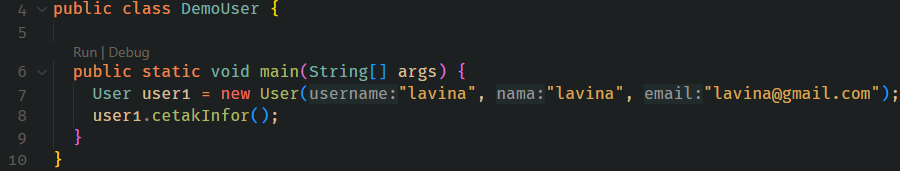 4 public class DemoUser {
5
Run | Debug
6 public static void main(String[] args) {
7 User user1 = new User(username:"lavina", nama:"lavina", email:"lavina@gmail.com");
8 user1.cetakInfor();
9 }
10 }